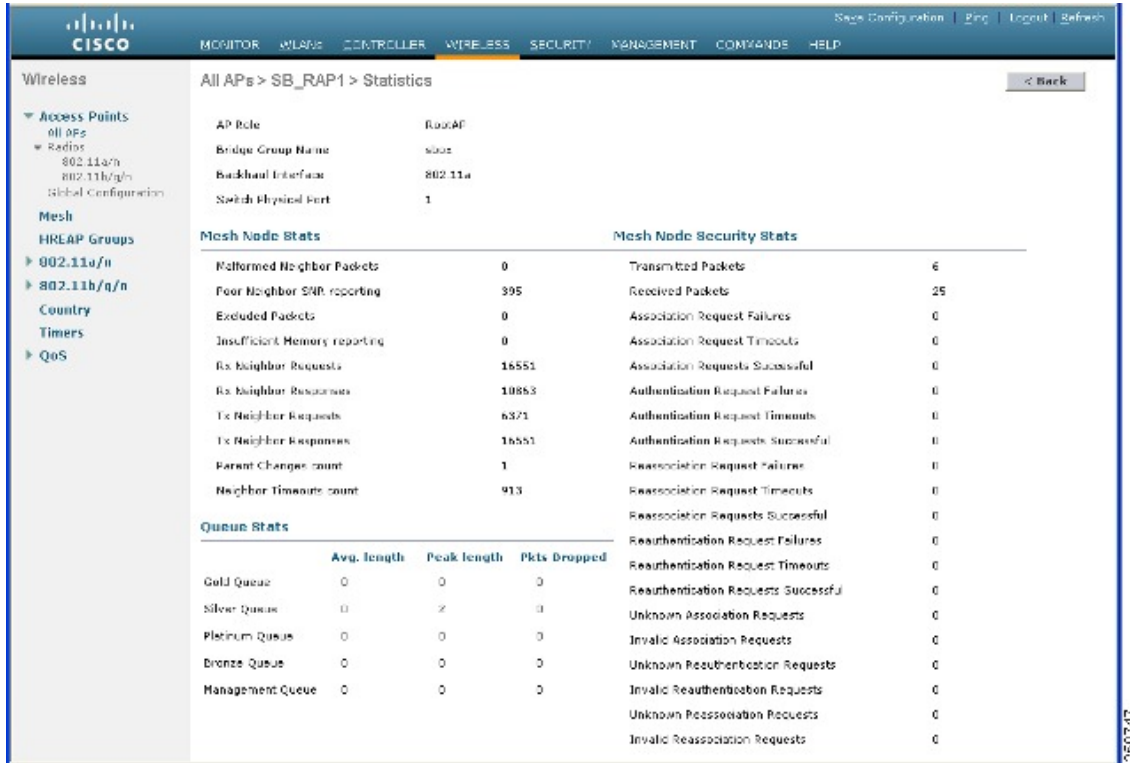 Save Configuration | Ping | Logout | Refresh
CISCO
MONITOR WLANs CONTROLLER WIRELESS SECURITY MANAGEMENT COMMANDS HELP
Wireless
Access Points
All APs
Radios
802.11a/n
802.11b/g/n
Global Configuration
Mesh
HREAP Groups
802.11a/n
802.11b/g/n
Country
Timers
QoS
All APs > SB_RAP1 > Statistics
< Back
AP Role RootAP
Bridge Group Name sbox
Backhaul Interface 802.11a
Switch Physical Port 1
Mesh Node Stats
Malformed Neighbor Packets 0
Poor Neighbor SNR reporting 395
Excluded Packets 0
Insufficient Memory reporting 0
Rx Neighbor Requests 16551
Rx Neighbor Responses 10863
Tx Neighbor Requests 6371
Tx Neighbor Responses 16551
Parent Changes count 1
Neighbor Timeouts count 913
Queue Stats
Avg. length Peak length Pkts Dropped
Gold Queue 0 0 0
Silver Queue 0 2 0
Platinum Queue 0 0 0
Bronze Queue 0 0 0
Management Queue 0 0 0
Mesh Node Security Stats
Transmitted Packets 6
Received Packets 25
Association Request Failures 0
Association Request Timeouts 0
Association Requests Successful 0
Authentication Request Failures 0
Authentication Request Timeouts 0
Authentication Requests Successful 0
Reassociation Request Failures 0
Reassociation Request Timeouts 0
Reassociation Requests Successful 0
Reauthentication Request Failures 0
Reauthentication Request Timeouts 0
Reauthentication Requests Successful 0
Unknown Association Requests 0
Invalid Association Requests 0
Unknown Reauthentication Requests 0
Invalid Reauthentication Requests 0
Unknown Reassociation Requests 0
Invalid Reassociation Requests 0